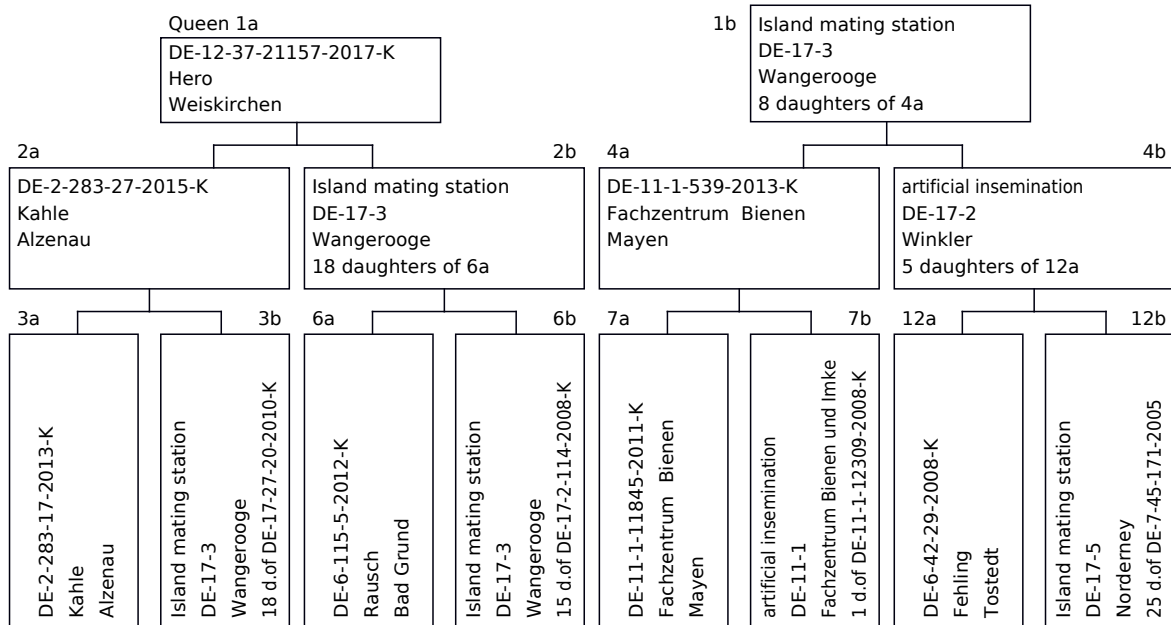 Queen 1a
DE-12-37-21157-2017-K
Hero
Weiskirchen
1b
Island mating station
DE-17-3
Wangerooge
8 daughters of 4a
2a
DE-2-283-27-2015-K
Kahle
Alzenau
2b
Island mating station
DE-17-3
Wangerooge
18 daughters of 6a
4a
DE-11-1-539-2013-K
Fachzentrum Bienen
Mayen
4b
artificial insemination
DE-17-2
Winkler
5 daughters of 12a
3a
DE-2-283-17-2013-K
Kahle
Alzenau
3b
Island mating station
DE-17-3
Wangerooge
18 d.of DE-17-27-20-2010-K
6a
DE-6-115-5-2012-K
Rausch
Bad Grund
6b
Island mating station
DE-17-3
Wangerooge
15 d.of DE-17-2-114-2008-K
7a
DE-11-1-11845-2011-K
Fachzentrum Bienen
Mayen
7b
artificial insemination
DE-11-1
Fachzentrum Bienen und Imke
1 d.of DE-11-1-12309-2008-K
12a
DE-6-42-29-2008-K
Fehling
Tostedt
12b
Island mating station
DE-17-5
Norderney
25 d.of DE-7-45-171-2005